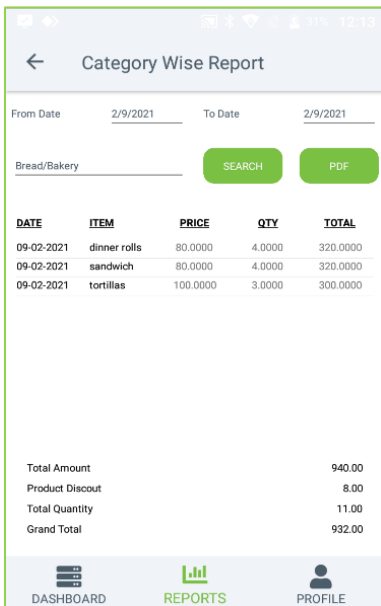 31% 12:13
Category Wise Report
From Date 2/9/2021 To Date 2/9/2021
Bread/Bakery SEARCH PDF
DATE ITEM PRICE QTY TOTAL
09-02-2021 dinner rolls 80.0000 4.0000 320.0000
09-02-2021 sandwich 80.0000 4.0000 320.0000
09-02-2021 tortillas 100.0000 3.0000 300.0000
Total Amount 940.00
Product Discout 8.00
Total Quantity 11.00
Grand Total 932.00
DASHBOARD REPORTS PROFILE